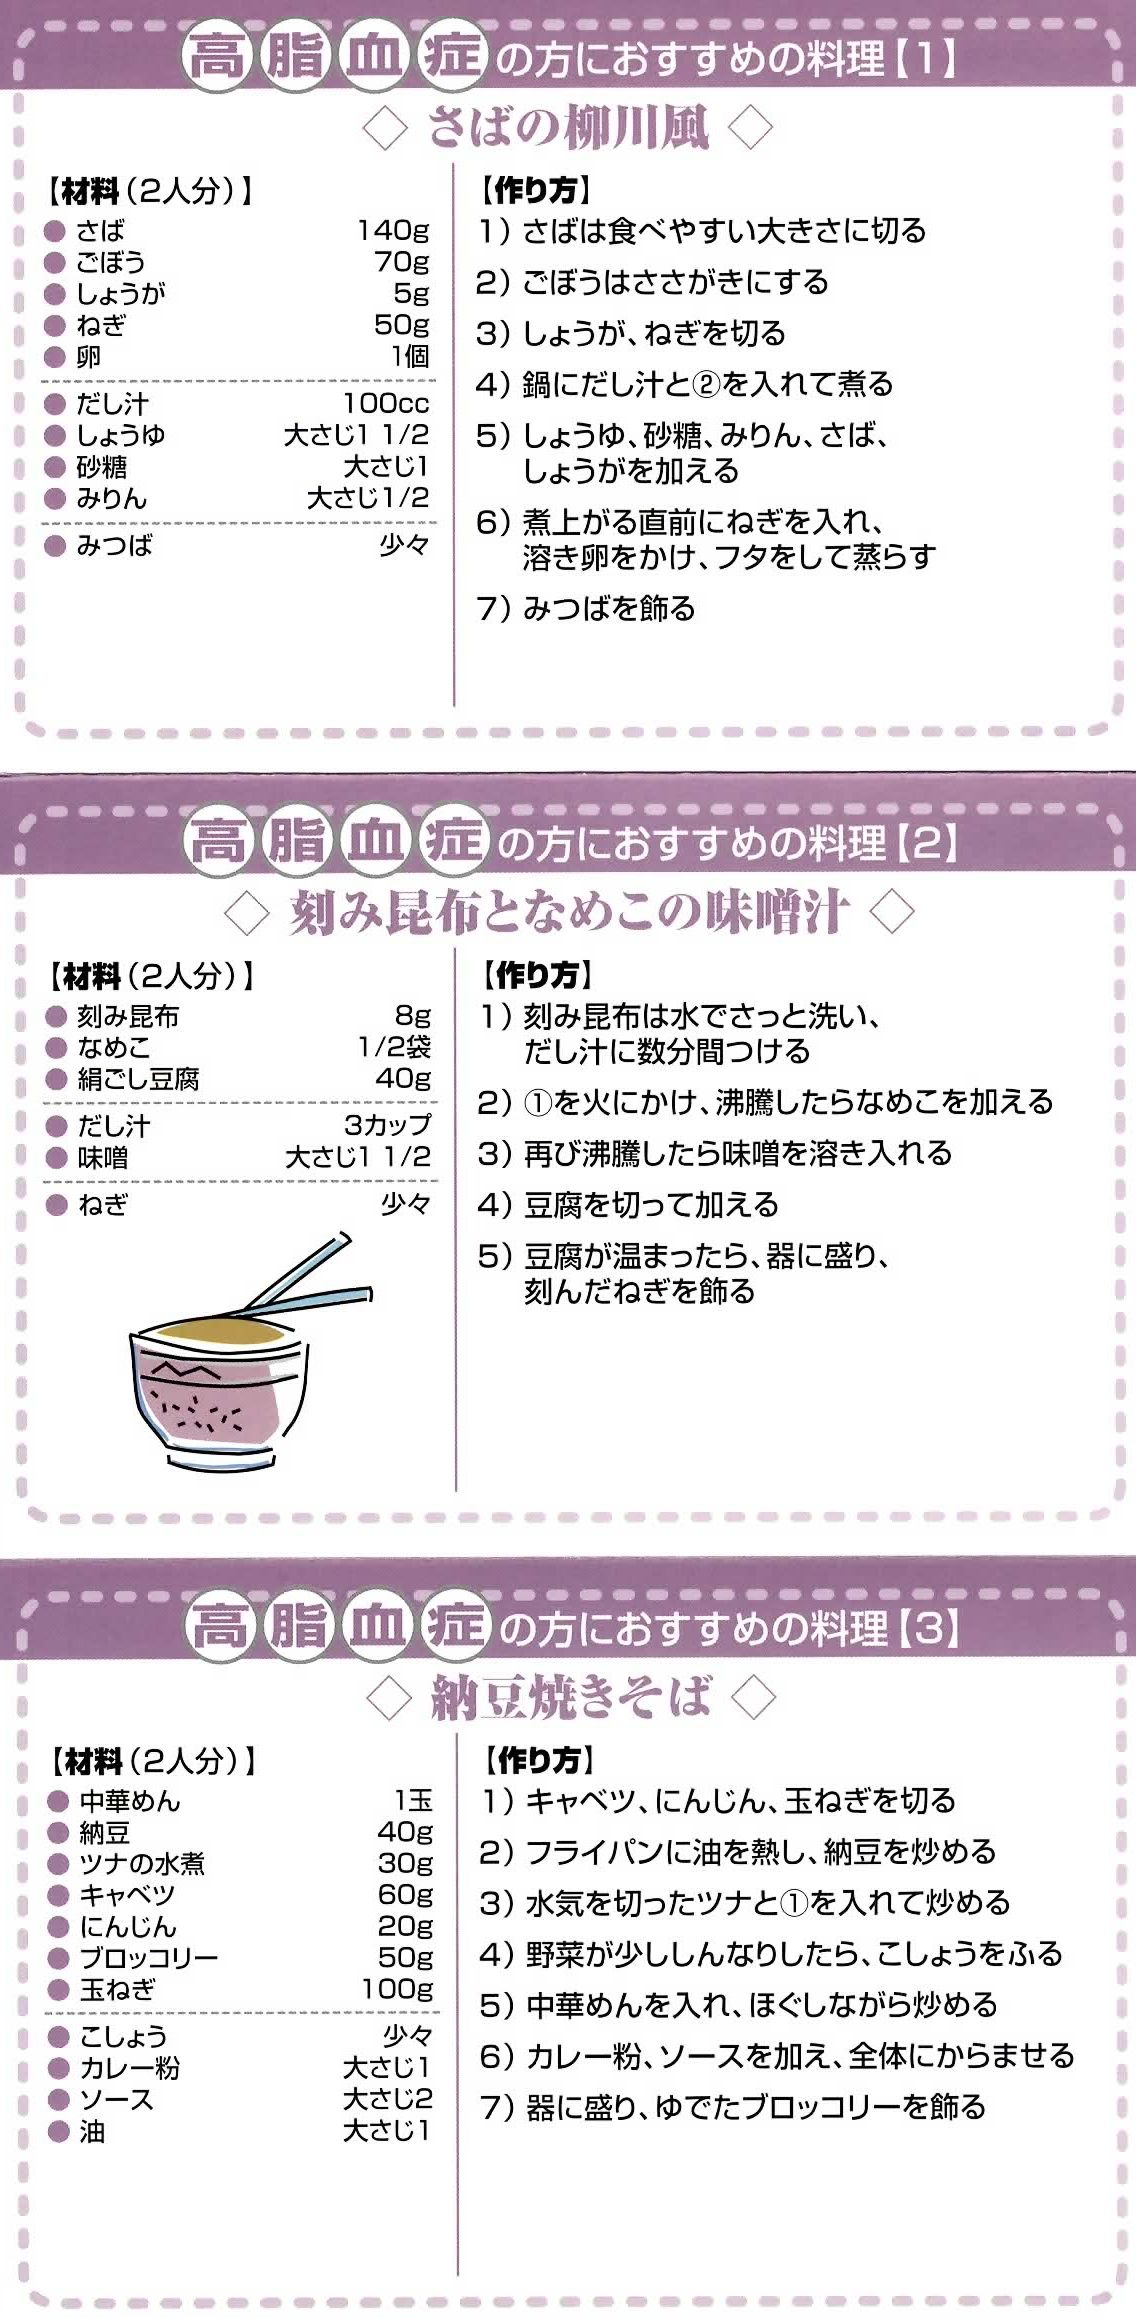 高脂血症の方におすすめの料理【1】
◇ さばの柳川風 ◇
【材料(2人分)】
● さば 140g
● ごぼう 70g
● しょうが 5g
● ねぎ 50g
● 卵 1個
● だし汁 100cc
● しょうゆ 大さじ1 1/2
● 砂糖 大さじ1
● みりん 大さじ1/2
● みつば 少々
【作り方】
1) さばは食べやすい大きさに切る
2) ごぼうはささがきにする
3) しょうが、ねぎを切る
4) 鍋にだし汁と②を入れて煮る
5) しょうゆ、砂糖、みりん、さば、
しょうがを加える
6) 煮上がる直前にねぎを入れ、
溶き卵をかけ、フタをして蒸らす
7) みつばを飾る
高脂血症の方におすすめの料理【2】
◇ 刻み昆布となめこの味噌汁 ◇
【材料(2人分)】
● 刻み昆布 8g
● なめこ 1/2袋
● 絹ごし豆腐 40g
● だし汁 3カップ
● 味噌 大さじ1 1/2
● ねぎ 少々
【作り方】
1) 刻み昆布は水でさっと洗い、
だし汁に数分間つける
2) ①を火にかけ、沸騰したらなめこを加える
3) 再び沸騰したら味噌を溶き入れる
4) 豆腐を切って加える
5) 豆腐が温まったら、器に盛り、
刻んだねぎを飾る
高脂血症の方におすすめの料理【3】
◇ 納豆焼きそば ◇
【材料(2人分)】
● 中華めん 1玉
● 納豆 40g
● ツナの水煮 30g
● キャベツ 60g
● にんじん 20g
● ブロッコリー 50g
● 玉ねぎ 100g
● こしょう 少々
● カレー粉 大さじ1
● ソース 大さじ2
● 油 大さじ1
【作り方】
1) キャベツ、にんじん、玉ねぎを切る
2) フライパンに油を熱し、納豆を炒める
3) 水気を切ったツナと①を入れて炒める
4) 野菜が少ししんなりしたら、こしょうをふる
5) 中華めんを入れ、ほぐしながら炒める
6) カレー粉、ソースを加え、全体にからませる
7) 器に盛り、ゆでたブロッコリーを飾る